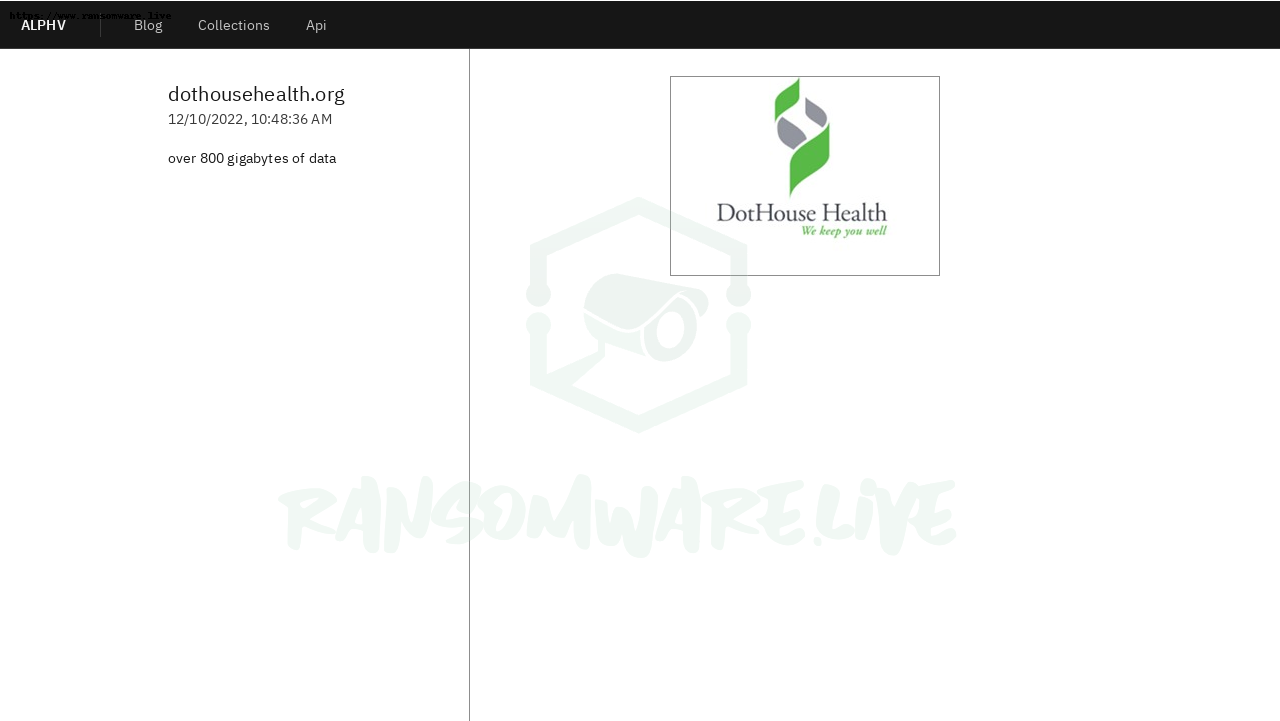 https://www.ransomware.live
ALPHV
Blog
Collections
Api
dothousehealth.org
12/10/2022, 10:48:36 AM
over 800 gigabytes of data
DotHouse Health
We keep you well
RANSOMWARE.LiVE